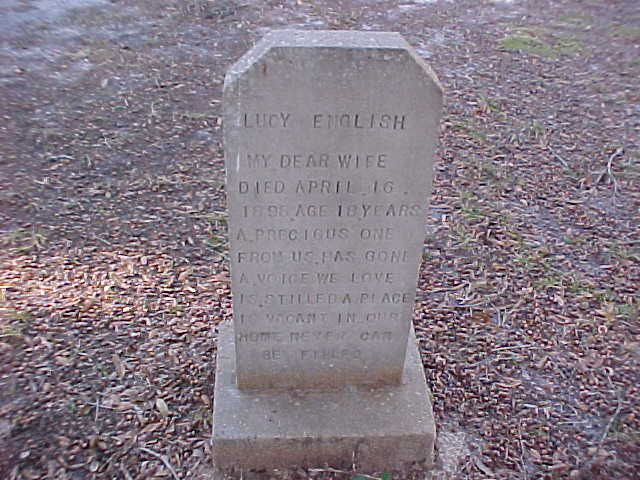 LUCY ENGLISH
MY DEAR WIFE
DIED APRIL 16.
1898 AGE 18 YEARS
A PRECIOUS ONE
FROM US HAS GONE
A VOICE WE LOVE
IS STILLED A PLACE
IS VACANT IN OUR
HOME NEVER CAN
BE FILLED